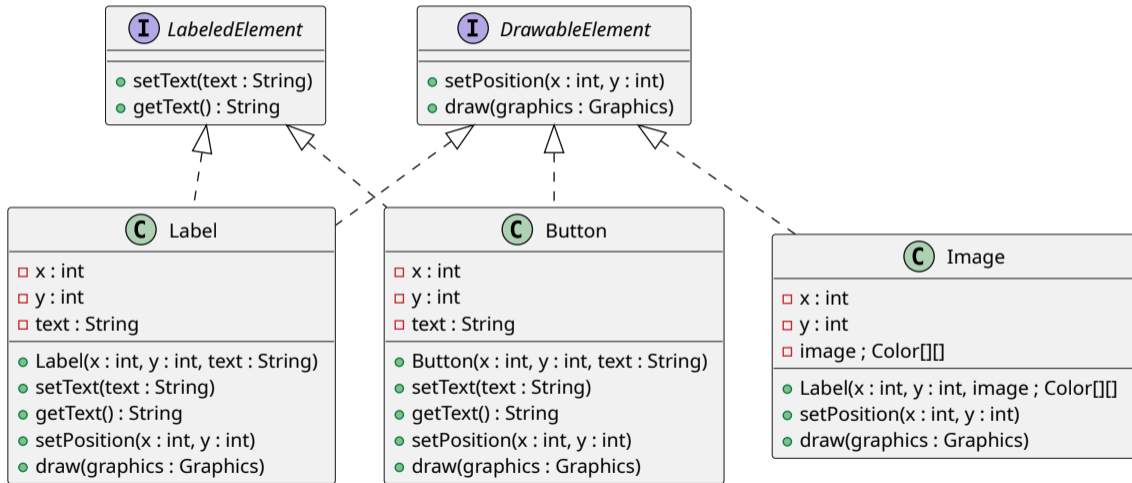 I LabeledElement
setText(text : String)
getText() : String
I DrawableElement
setPosition(x : int, y : int)
draw(graphics : Graphics)
C Label
x : int
y : int
text : String
Label(x : int, y : int, text : String)
setText(text : String)
getText() : String
setPosition(x : int, y : int)
draw(graphics : Graphics)
C Button
x : int
y : int
text : String
Button(x : int, y : int, text : String)
setText(text : String)
getText() : String
setPosition(x : int, y : int)
draw(graphics : Graphics)
C Image
x : int
y : int
image ; Color[][]
Label(x : int, y : int, image ; Color[][]
setPosition(x : int, y : int)
draw(graphics : Graphics)